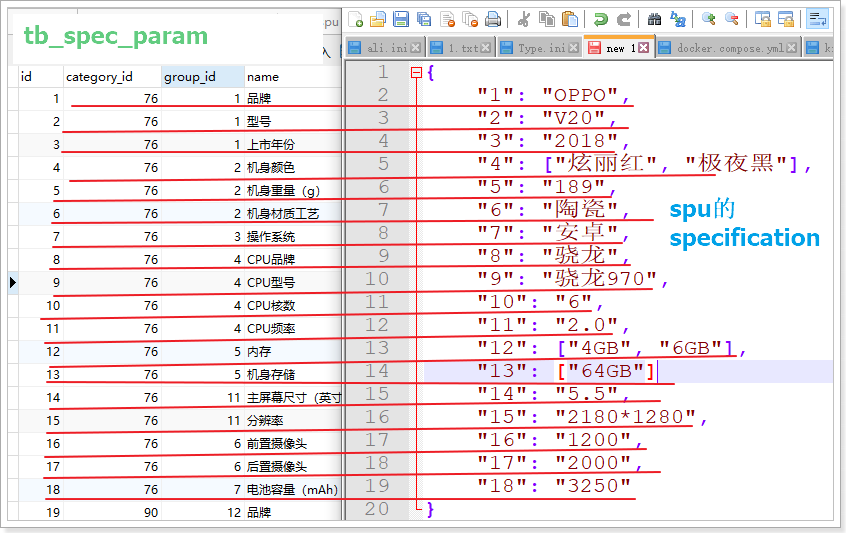 tb_spec_param
spu
id category_id group_id name
1 76 1 品牌
2 76 1 型号
3 76 1 上市年份
4 76 2 机身颜色
5 76 2 机身重量（g）
6 76 2 机身材质工艺
7 76 3 操作系统
8 76 4 CPU品牌
9 76 4 CPU型号
10 76 4 CPU核数
11 76 4 CPU频率
12 76 5 内存
13 76 5 机身存储
14 76 11 主屏幕尺寸（英寸
15 76 11 分辨率
16 76 6 前置摄像头
17 76 6 后置摄像头
18 76 7 电池容量（mAh）
19 90 12 品牌
ali.ini 1.txt Type.ini new 1 docker.compose.yml
1 {
2 "1": "OPPO",
3 "2": "V20",
4 "3": "2018",
5 "4": ["炫丽红", "极夜黑"],
6 "5": "189",
7 "6": "陶瓷",
8 "7": "安卓",
9 "8": "骁龙",
10 "9": "骁龙970",
11 "10": "6",
12 "11": "2.0",
13 "12": ["4GB", "6GB"],
14 "13": ["64GB"]
15 "14": "5.5",
16 "15": "2180*1280",
17 "16": "1200",
18 "17": "2000",
19 "18": "3250"
20 }
spu的
specification